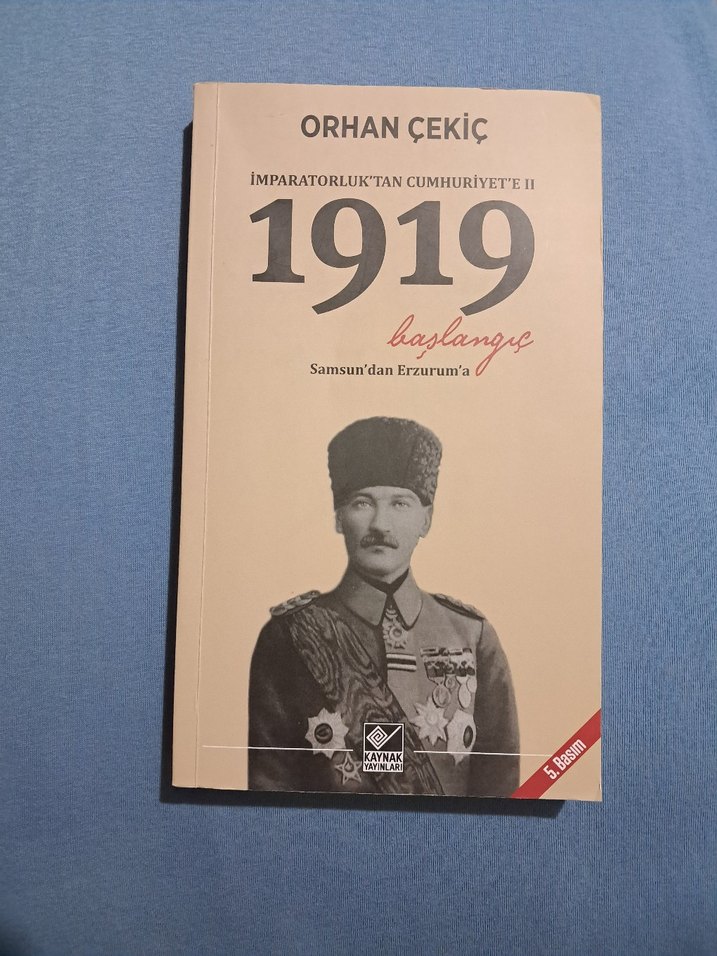 ORHAN ÇEKİÇ
İMPARATORLUK'TAN CUMHURİYET'E II
1919
başlangıç
Samsun'dan Erzurum'a
KAYNAK
YAYINLARI
5. Basım